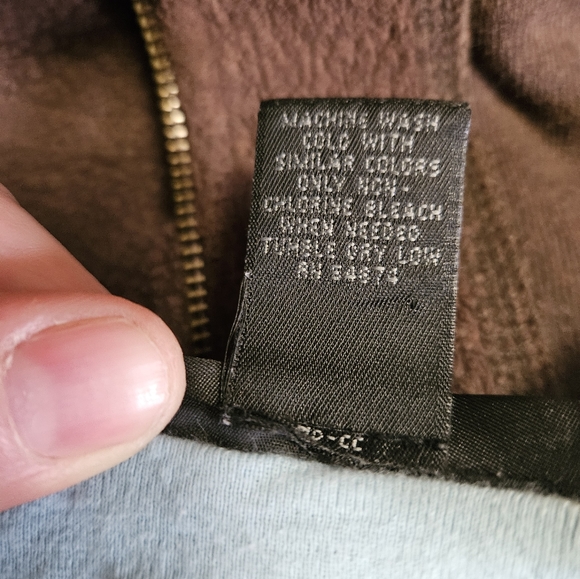 MACHINE WASH
COLD WITH
SIMILAR COLORS
ONLY NON-
CHLORINE BLEACH
WHEN NEEDED
TUMBLE DRY LOW
RN 54874